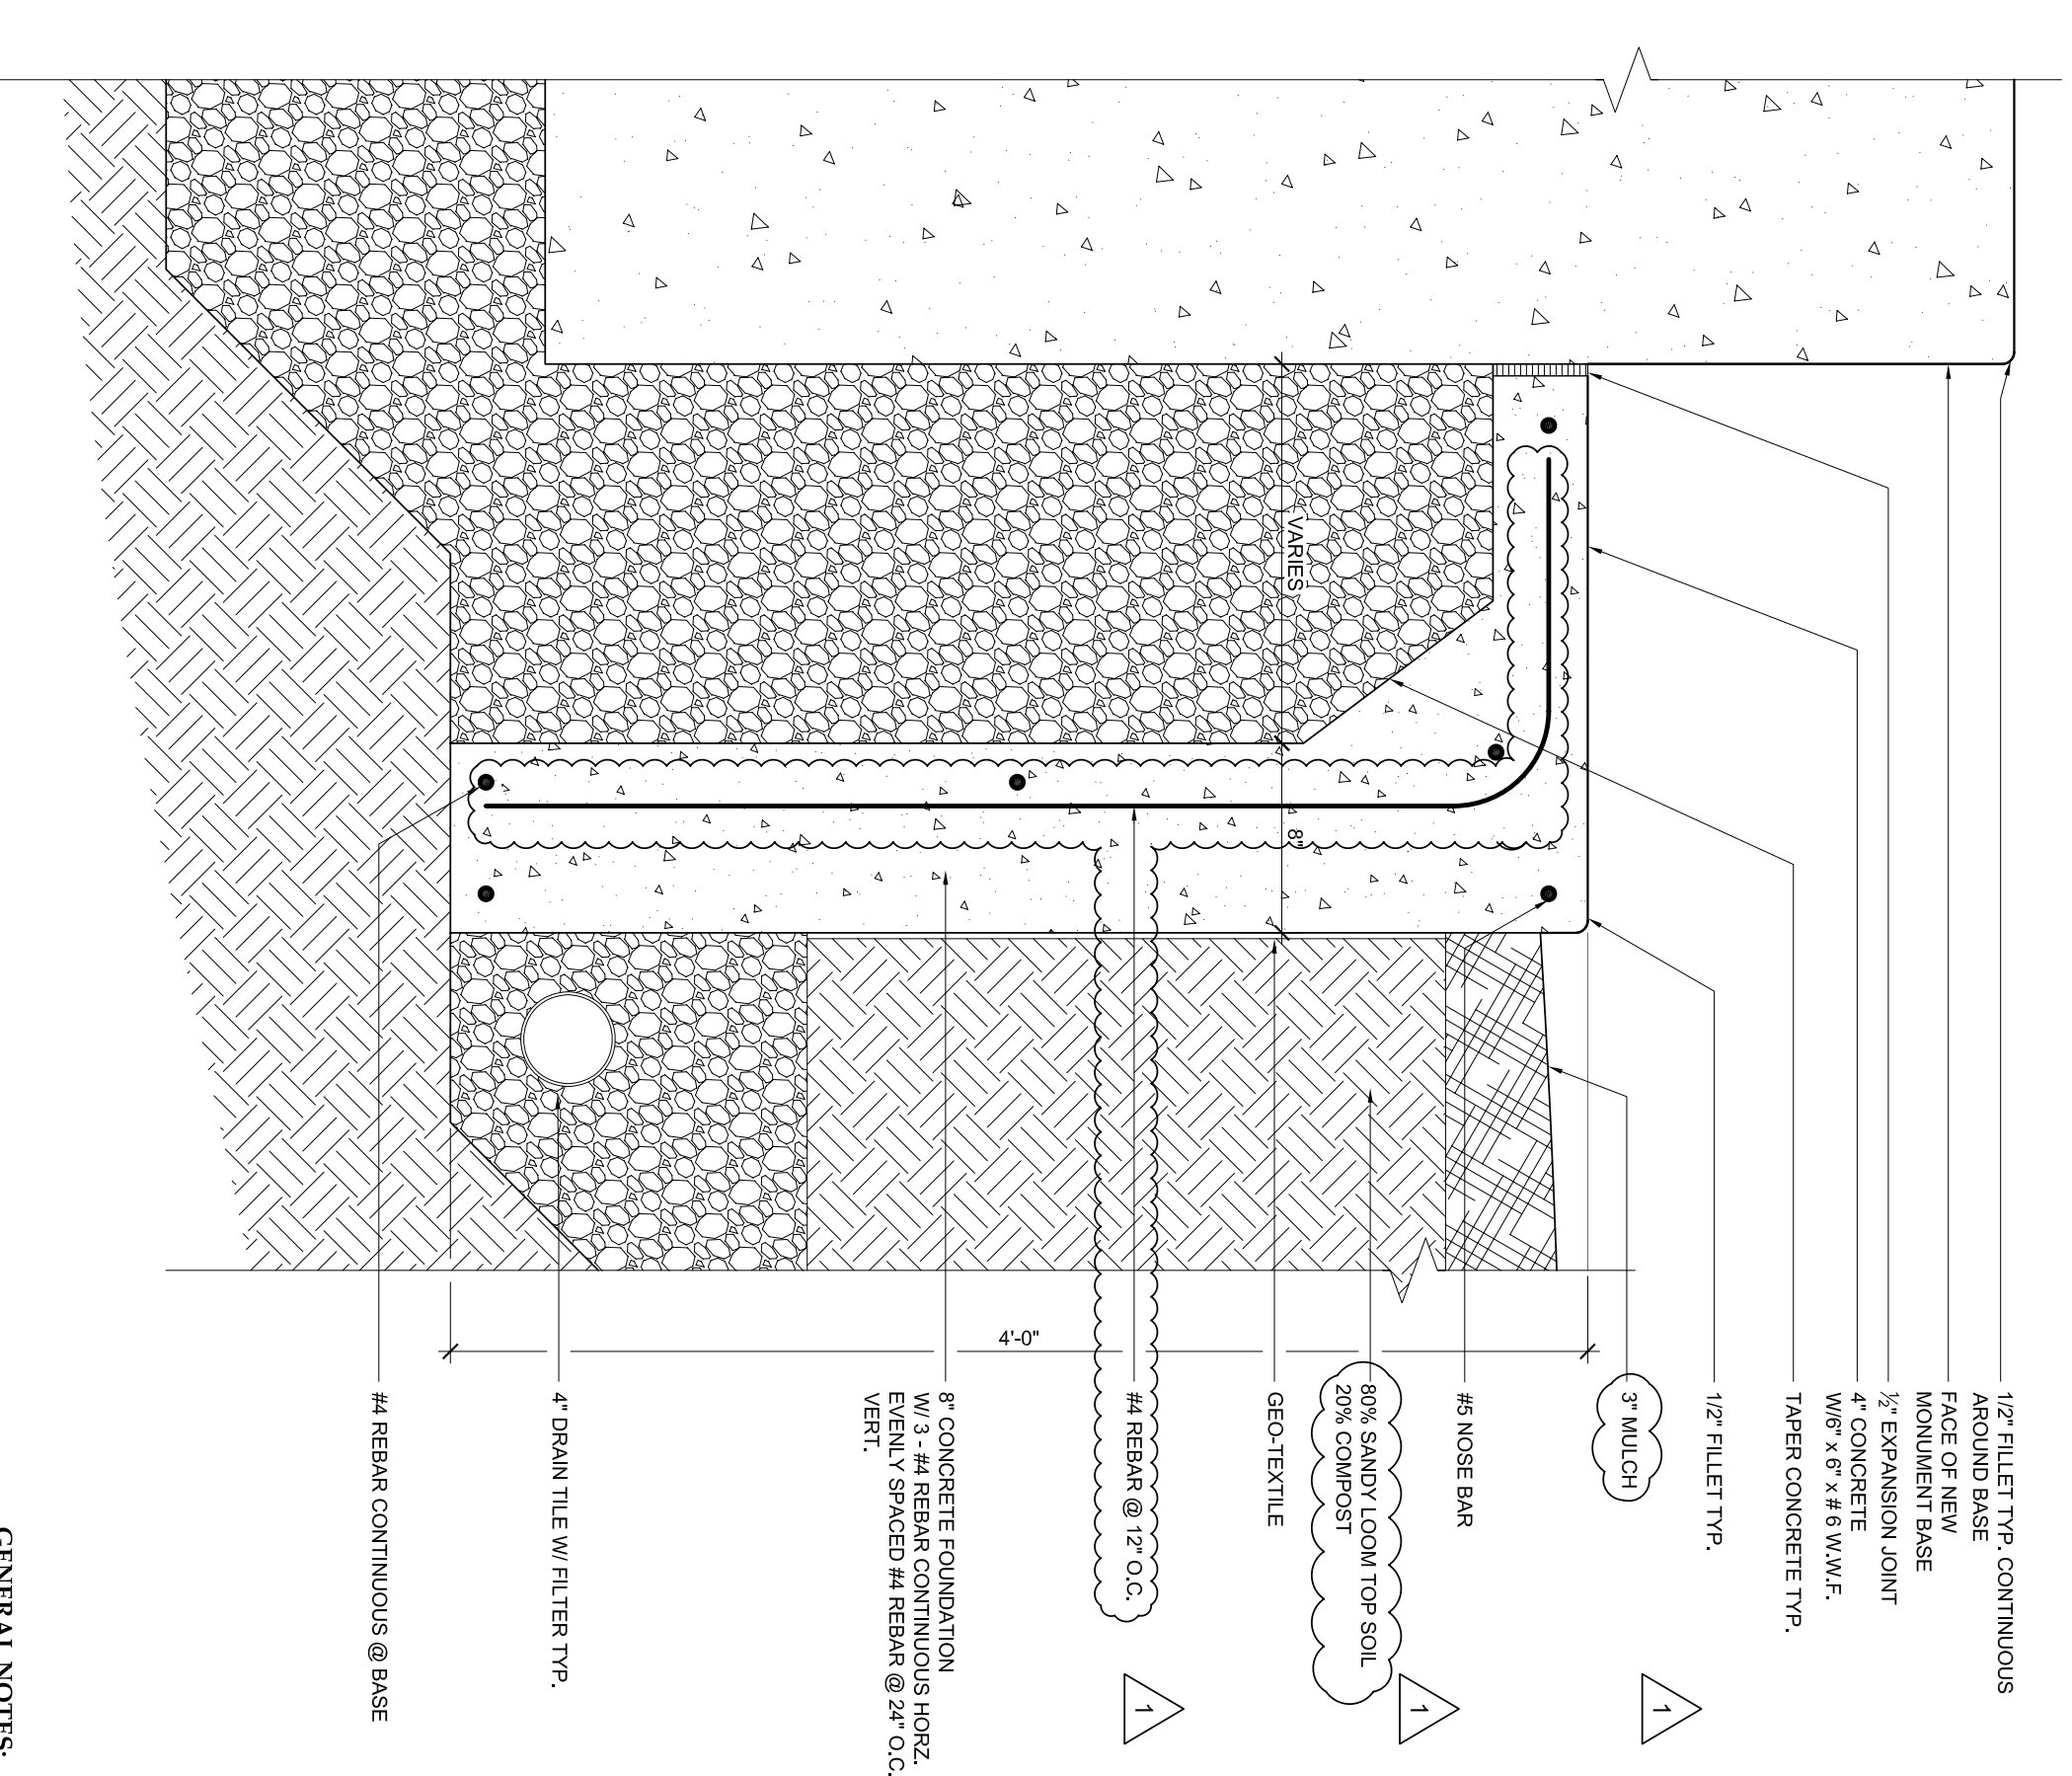 1/2" FILLET TYP. CONTINUOUS
AROUND BASE
FACE OF NEW
MONUMENT BASE
½" EXPANSION JOINT
4" CONCRETE
W/6" x 6" x # 6 W.W.F.
TAPER CONCRETE TYP.
1/2" FILLET TYP.
3" MULCH
1
#5 NOSE BAR
80% SANDY LOOM TOP SOIL
20% COMPOST
1
GEO-TEXTILE
#4 REBAR @ 12" O.C.
1
8" CONCRETE FOUNDATION
W/ 3 - #4 REBAR CONTINUOUS HORZ.
EVENLY SPACED #4 REBAR @ 24" O.C.
VERT.
4" DRAIN TILE W/ FILTER TYP.
#4 REBAR CONTINUOUS @ BASE
VARIES
8"
4'-0"
GENERAL NOTES: